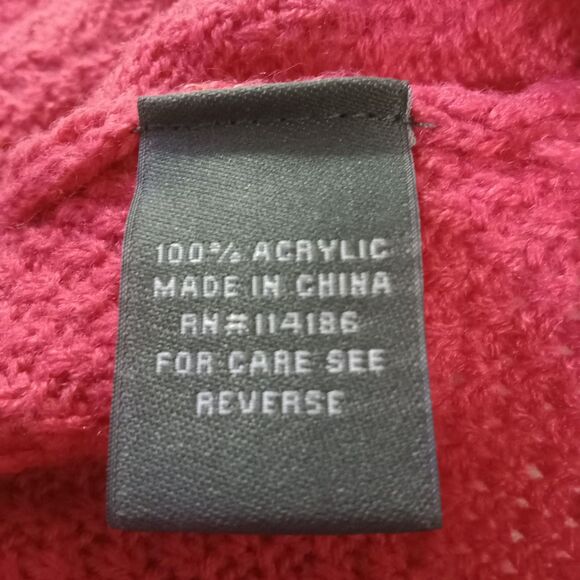 100% ACRYLIC
MADE IN CHINA
RN#114186
FOR CARE SEE
REVERSE